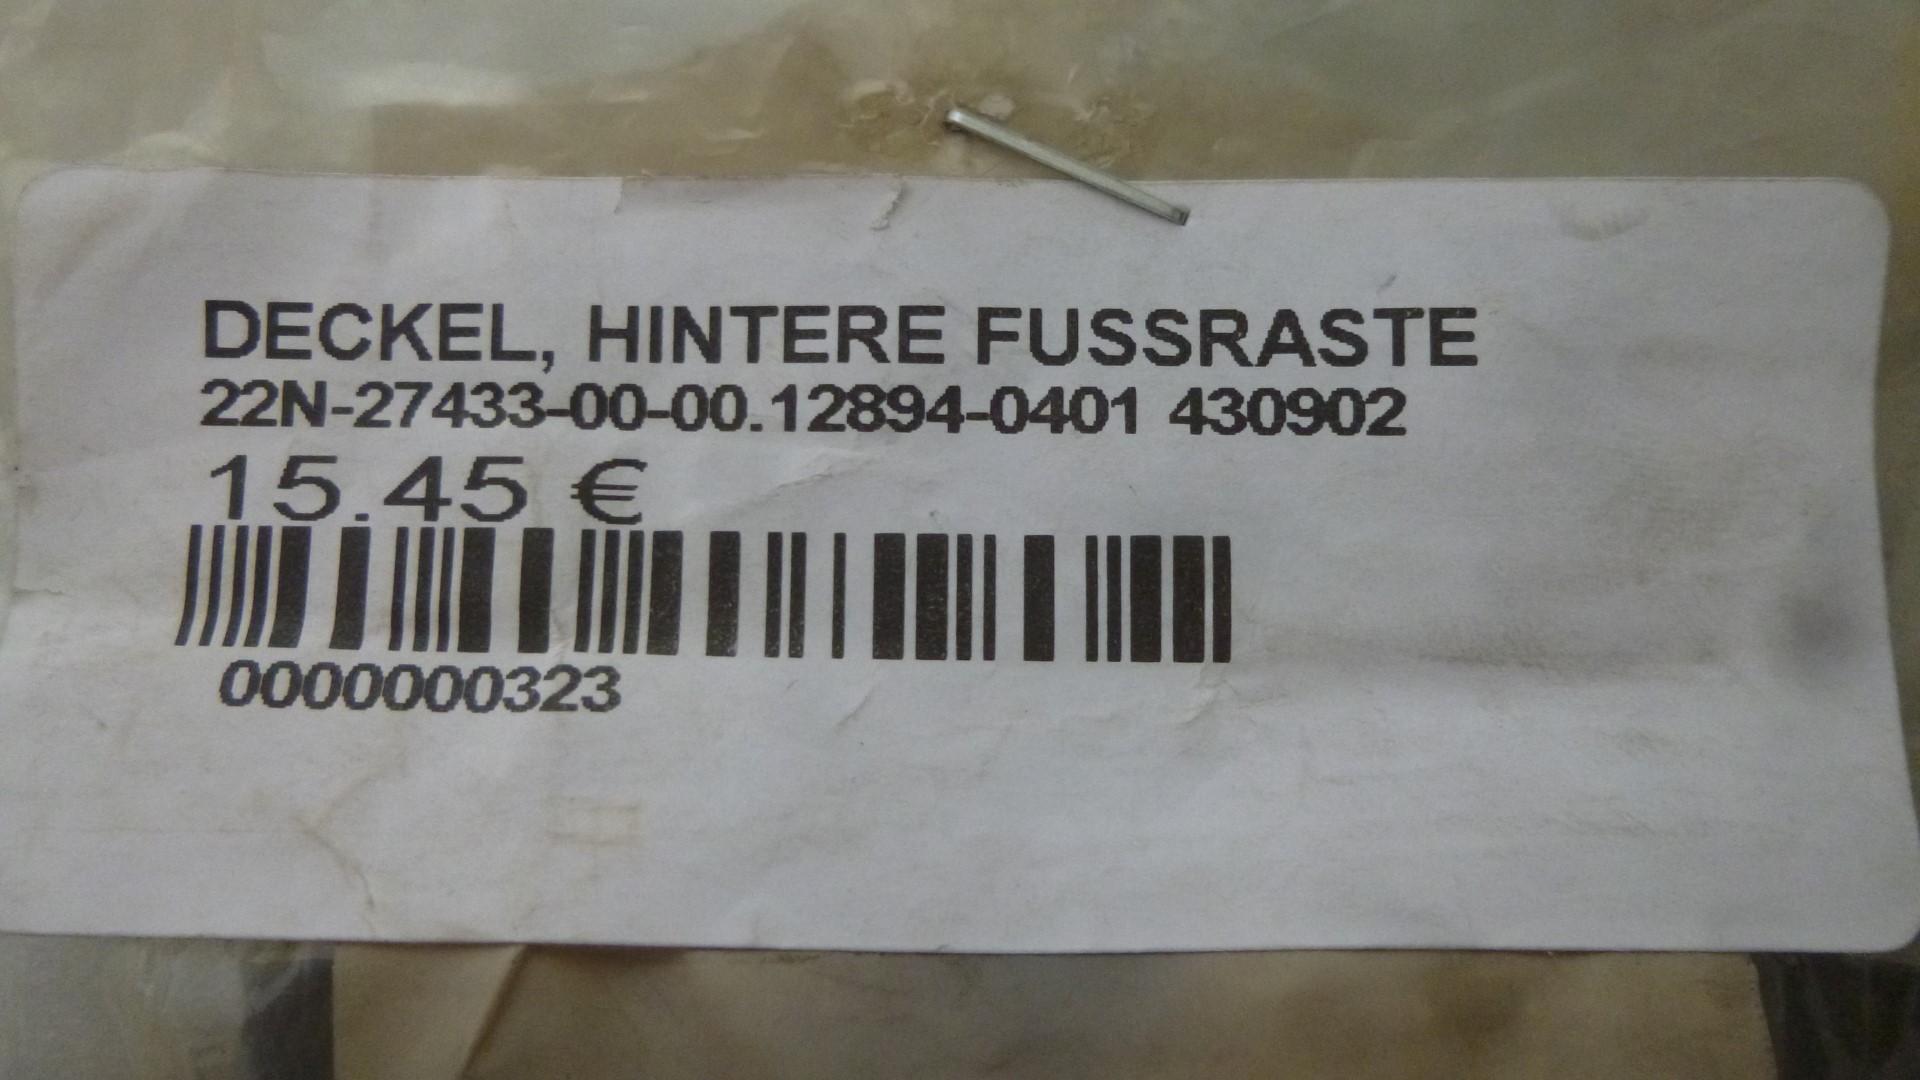 DECKEL, HINTERE FUSSRASTE
22N-27433-00-00.12894-0401 430902
15.45 €
0000000323